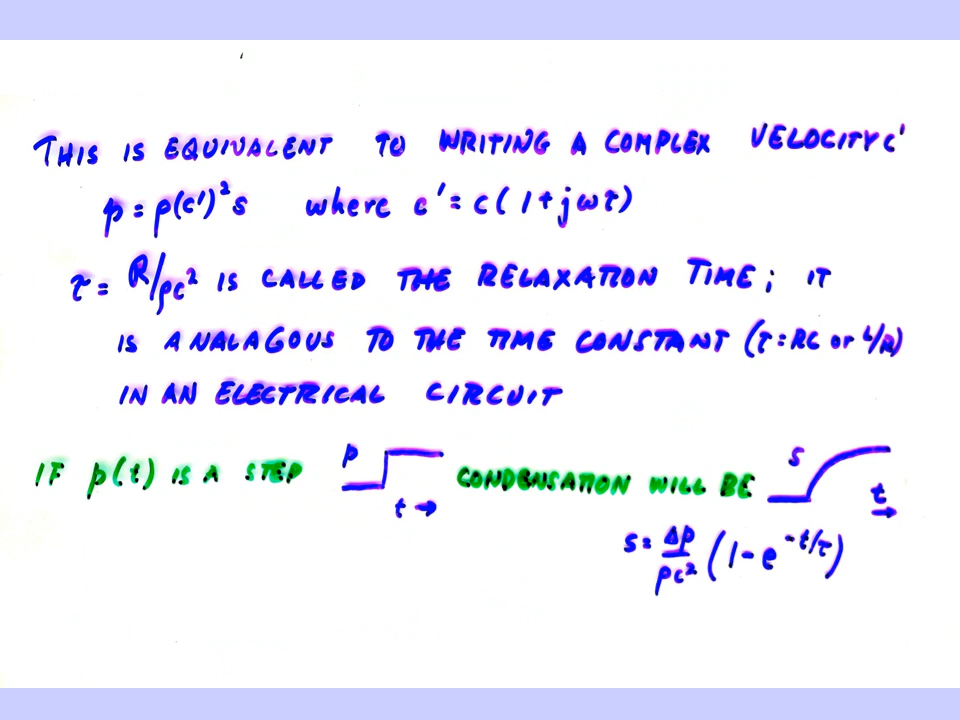 THIS IS EQUIVALENT TO WRITING A COMPLEX VELOCITY c'
p = ρ(c')²s where c' = c(1+jωτ)
τ = R/ρc² IS CALLED THE RELAXATION TIME; IT
IS ANALAGOUS TO THE TIME CONSTANT (τ=RC or L/R)
IN AN ELECTRICAL CIRCUIT
IF p(t) IS A STEP p t → CONDENSATION WILL BE s t →
s = Δp/ρc² (1-e^-t/τ)